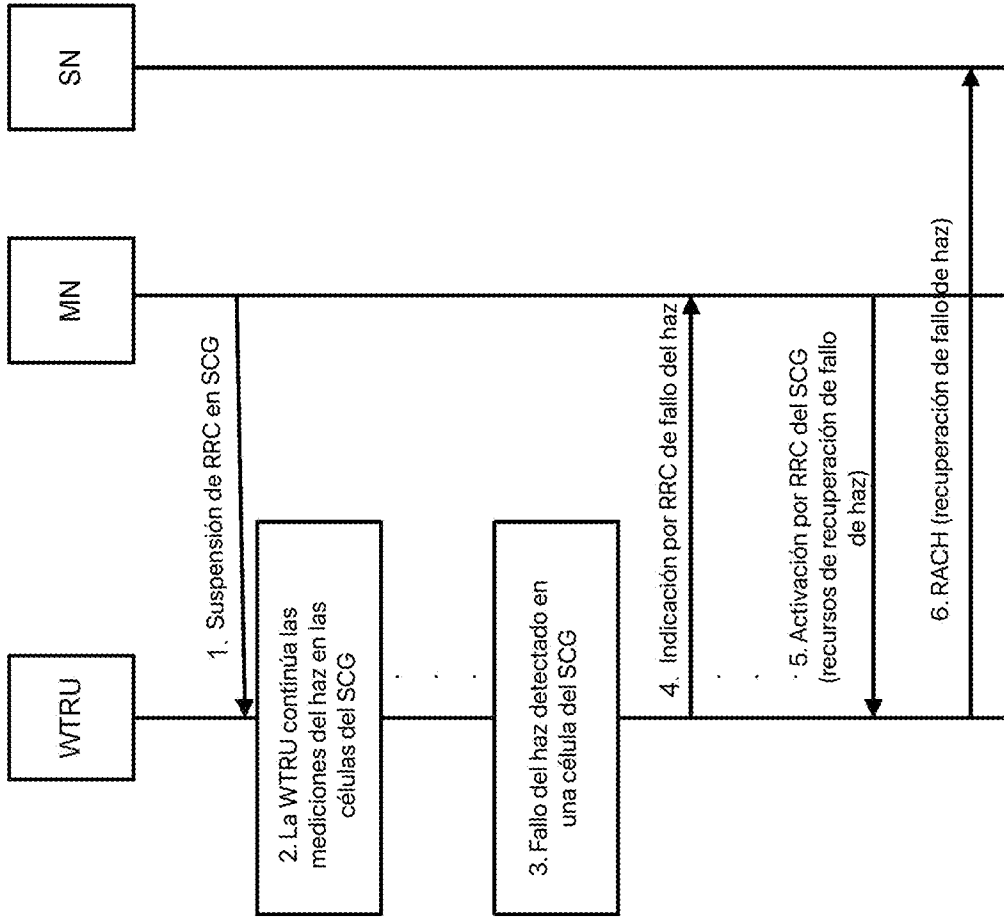 WTRU
MN
SN
1. Suspensión de RRC en SCG
2. La WTRU continúa las
mediciones del haz en las
células del SCG
3. Fallo del haz detectado en
una célula del SCG
4. Indicación por RRC de fallo del haz
5. Activación por RRC del SCG
(recursos de recuperación de fallo
de haz)
6. RACH (recuperación de fallo de haz)